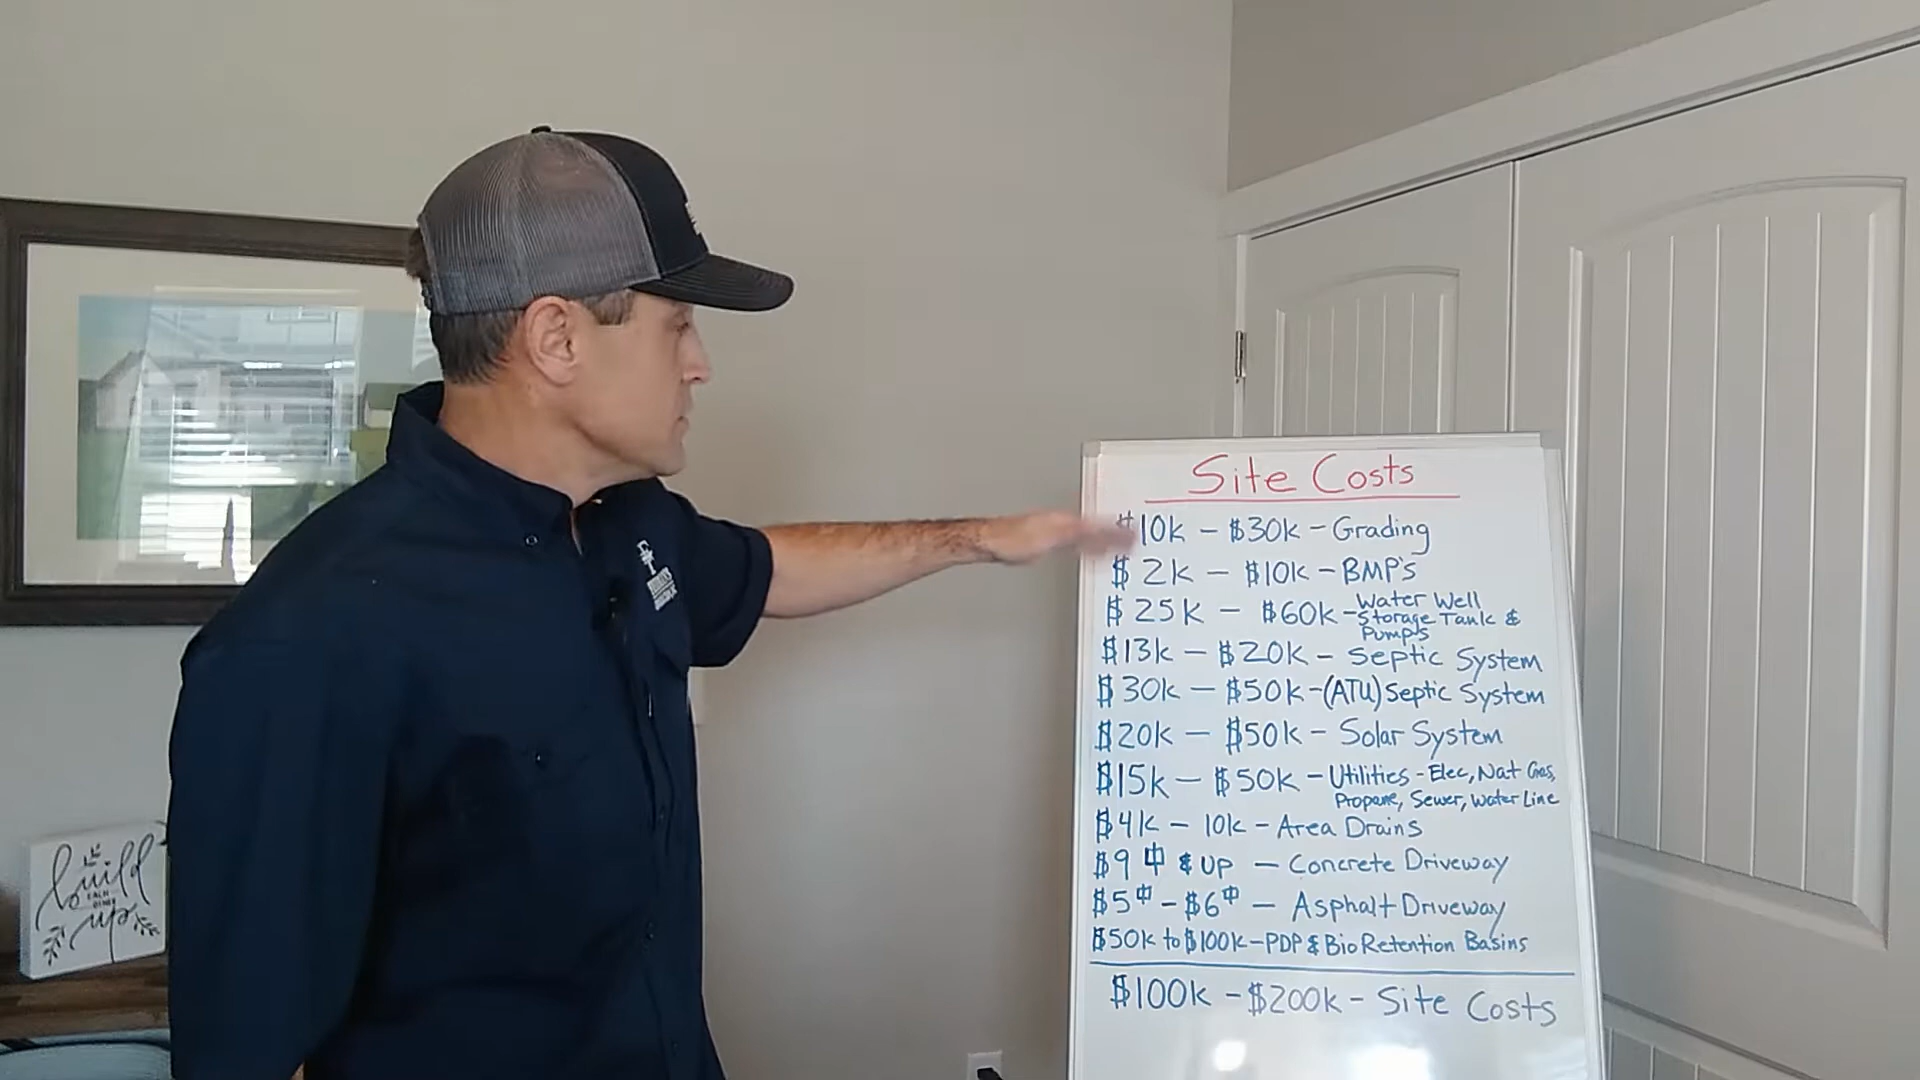 Site Costs
$10k - $30k - Grading
$ 2k - $10k - BMP's
$ 25k - $60k - Water Well
Storage Tank &
Pump's
$13k - $20k - Septic System
$ 30k - $50k - (ATU) Septic System
$20k - $50k - Solar System
$15k - $50k - Utilities - Elec, Nat Gas,
Propane, Sewer, Water Line
$4k - 10k - Area Drains
$9 ⏍ & UP - Concrete Driveway
$5⏍ - $6⏍ - Asphalt Driveway
$50k to $100k - PDP & Bio Retention Basins
$100k - $200k - Site Costs
build
EACH
OTHER
up